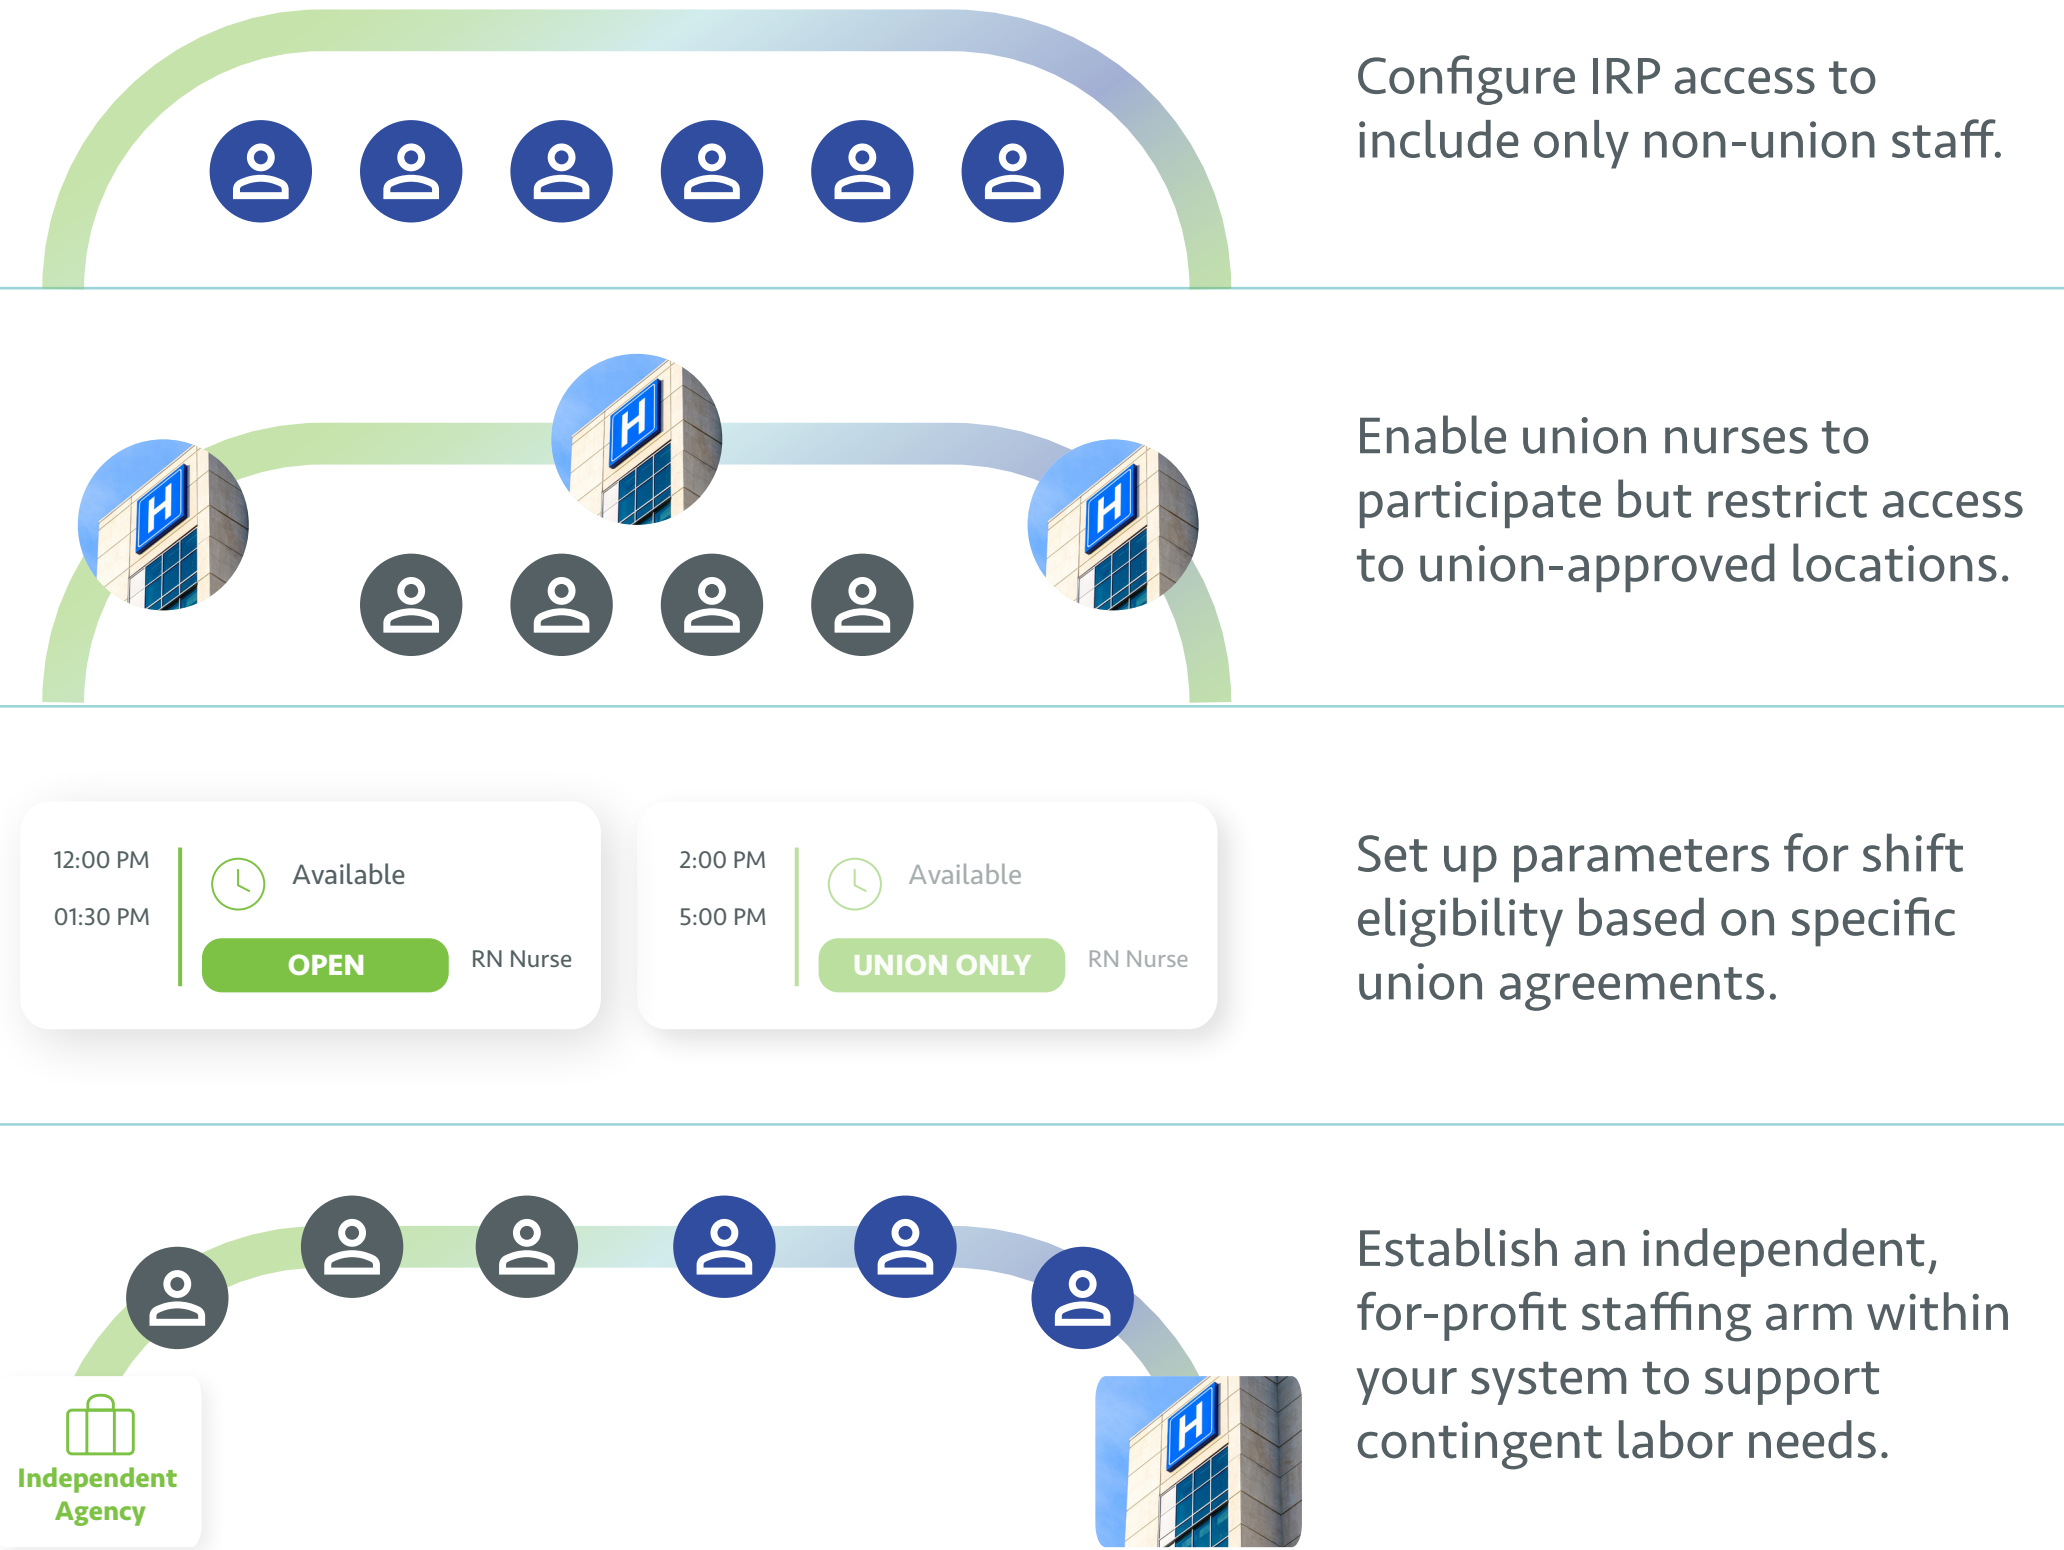 Configure IRP access to
include only non-union staff.
H
H
H
Enable union nurses to
participate but restrict access
to union-approved locations.
12:00 PM
01:30 PM
Available
OPEN
RN Nurse
2:00 PM
5:00 PM
Available
UNION ONLY
RN Nurse
Set up parameters for shift
eligibility based on specific
union agreements.
Independent
Agency
H
Establish an independent,
for-profit staffing arm within
your system to support
contingent labor needs.